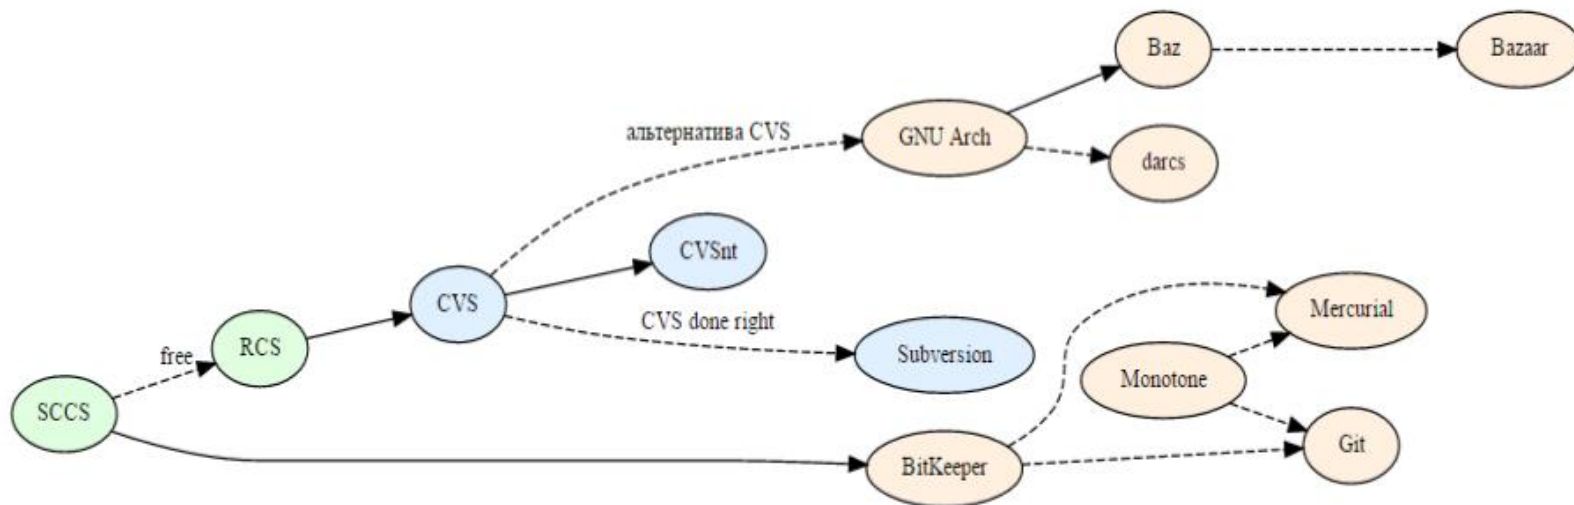 Baz
Bazaar
альтернатива CVS
GNU Arch
darcs
CVSnt
CVS
CVS done right
Mercurial
free
RCS
Subversion
Monotone
SCCS
BitKeeper
Git